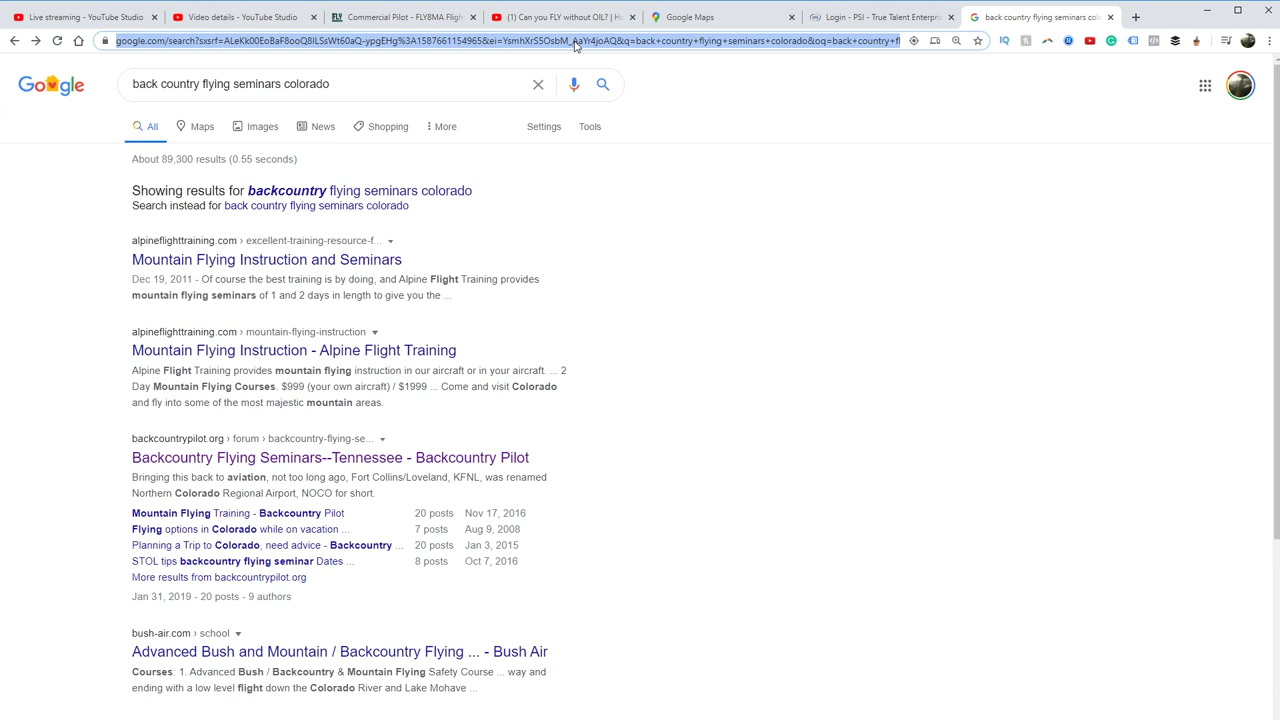 Live streaming - YouTube Studio
Video details - YouTube Studio
Commercial Pilot - FLY8MA Flight
(1) Can you FLY without OIL? | Ho
Google Maps
Login - PSI - True Talent Enterpri
back country flying seminars col
google.com/search?sxsrf=ALeKk00EoBaF8ooQ8ILSsWt60aQ-ypgEHg%3A1587661154965&ei=YsmhXrS5OsbM_AaYr4joAQ&q=back+country+flying+seminars+colorado&oq=back+country+fl
Google
back country flying seminars colorado
All Maps Images News Shopping More Settings Tools
About 89,300 results (0.55 seconds)
Showing results for backcountry flying seminars colorado
Search instead for back country flying seminars colorado
alpineflighttraining.com › excellent-training-resource-f...
Mountain Flying Instruction and Seminars
Dec 19, 2011 - Of course the best training is by doing, and Alpine Flight Training provides
mountain flying seminars of 1 and 2 days in length to give you the ...
alpineflighttraining.com › mountain-flying-instruction
Mountain Flying Instruction - Alpine Flight Training
Alpine Flight Training provides mountain flying instruction in our aircraft or in your aircraft. ... 2
Day Mountain Flying Courses. $999 (your own aircraft) / $1999 ... Come and visit Colorado
and fly into some of the most majestic mountain areas.
backcountrypilot.org › forum › backcountry-flying-se...
Backcountry Flying Seminars--Tennessee - Backcountry Pilot
Bringing this back to aviation, not too long ago, Fort Collins/Loveland, KFNL, was renamed
Northern Colorado Regional Airport, NOCO for short.
Mountain Flying Training - Backcountry Pilot 20 posts Nov 17, 2016
Flying options in Colorado while on vacation ... 7 posts Aug 9, 2008
Planning a Trip to Colorado, need advice - Backcountry ... 20 posts Jan 3, 2015
STOL tips backcountry flying seminar Dates ... 8 posts Oct 7, 2016
More results from backcountrypilot.org
Jan 31, 2019 - 20 posts - 9 authors
bush-air.com › school
Advanced Bush and Mountain / Backcountry Flying ... - Bush Air
Courses: 1. Advanced Bush / Backcountry & Mountain Flying Safety Course ... way and
ending with a low level flight down the Colorado River and Lake Mohave ...